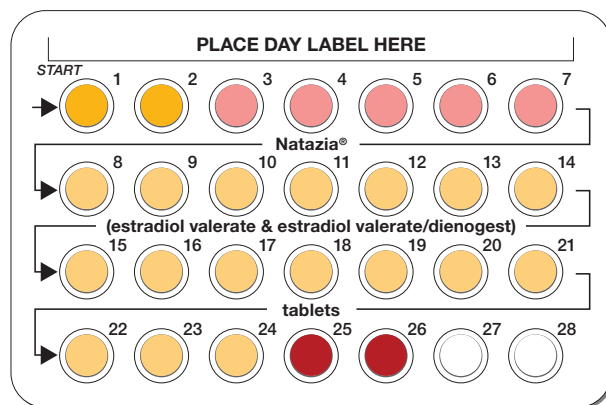 PLACE DAY LABEL HERE
START
1 2 3 4 5 6 7
Natazia®
8 9 10 11 12 13 14
(estradiol valerate & estradiol valerate/dienogest)
15 16 17 18 19 20 21
tablets
22 23 24 25 26 27 28